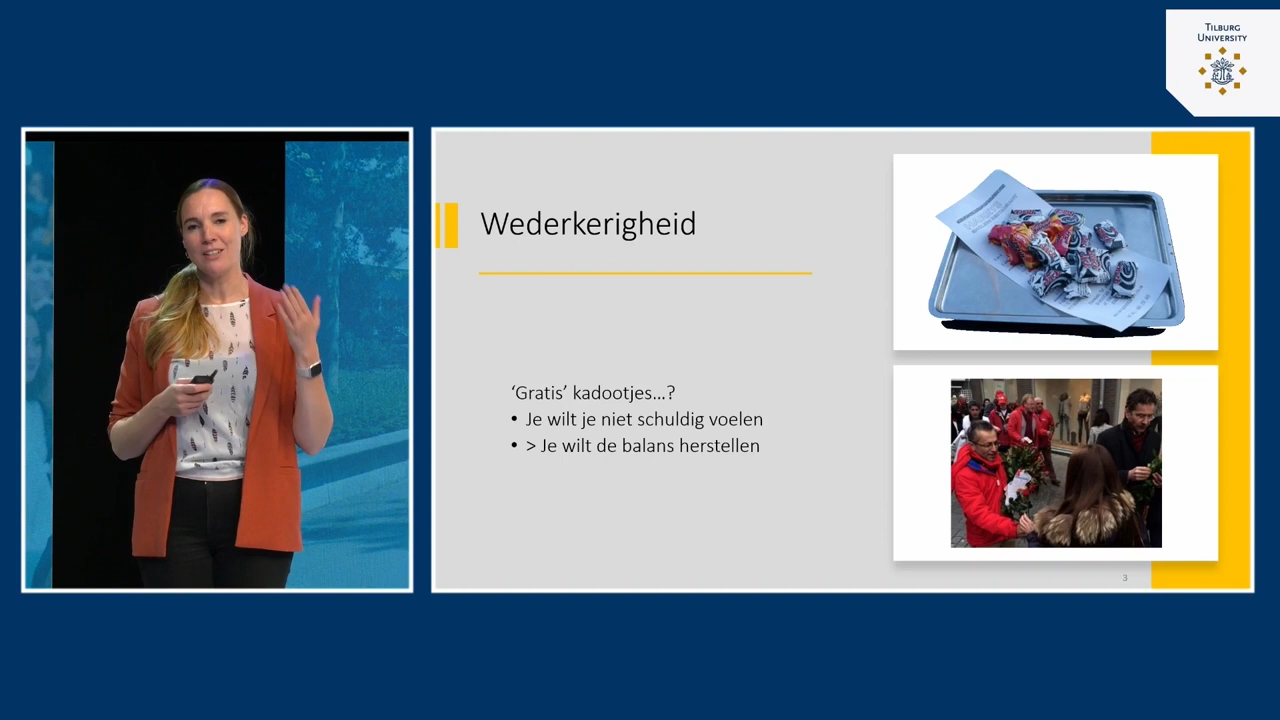 TILBURG
UNIVERSITY
Wederkerigheid
‘Gratis’ kadootjes…?
• Je wilt je niet schuldig voelen
• > Je wilt de balans herstellen
3